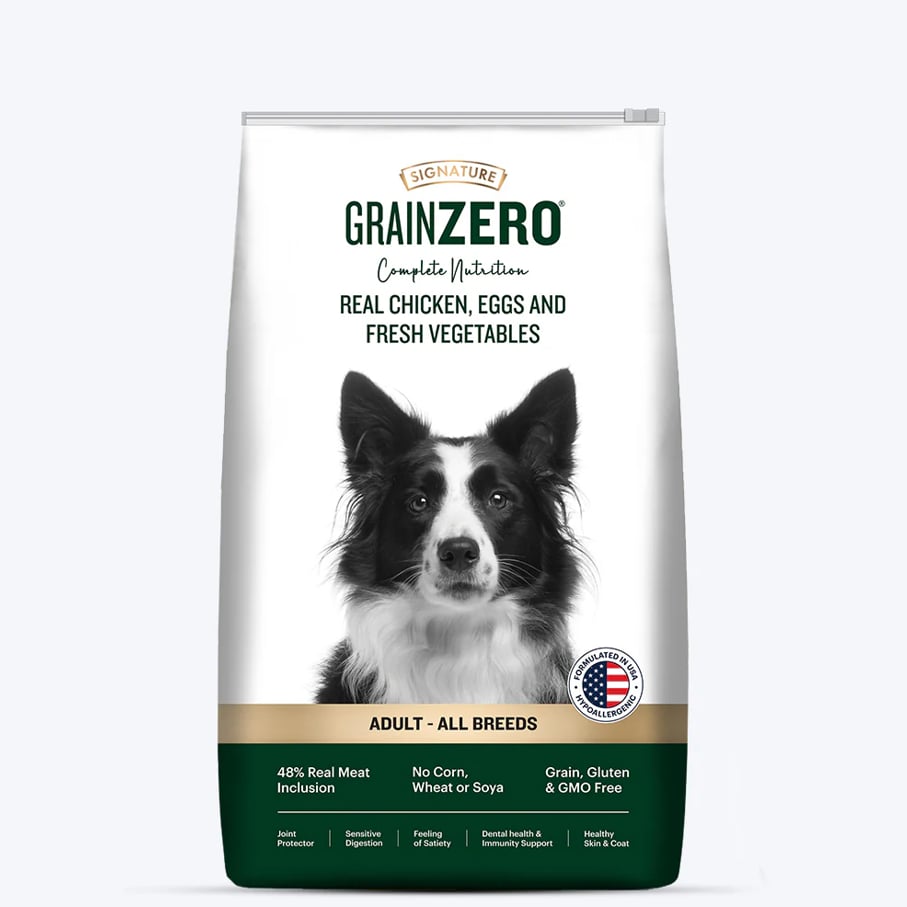 SIGNATURE
GRAINZERO®
Complete Nutrition
REAL CHICKEN, EGGS AND
FRESH VEGETABLES
FORMULATED IN USA
• HYPOALLERGENIC •
ADULT - ALL BREEDS
48% Real Meat
Inclusion
No Corn,
Wheat or Soya
Grain, Gluten
& GMO Free
Joint
Protector
Sensitive
Digestion
Feeling
of Satiety
Dental health &
Immunity Support
Healthy
Skin & Coat